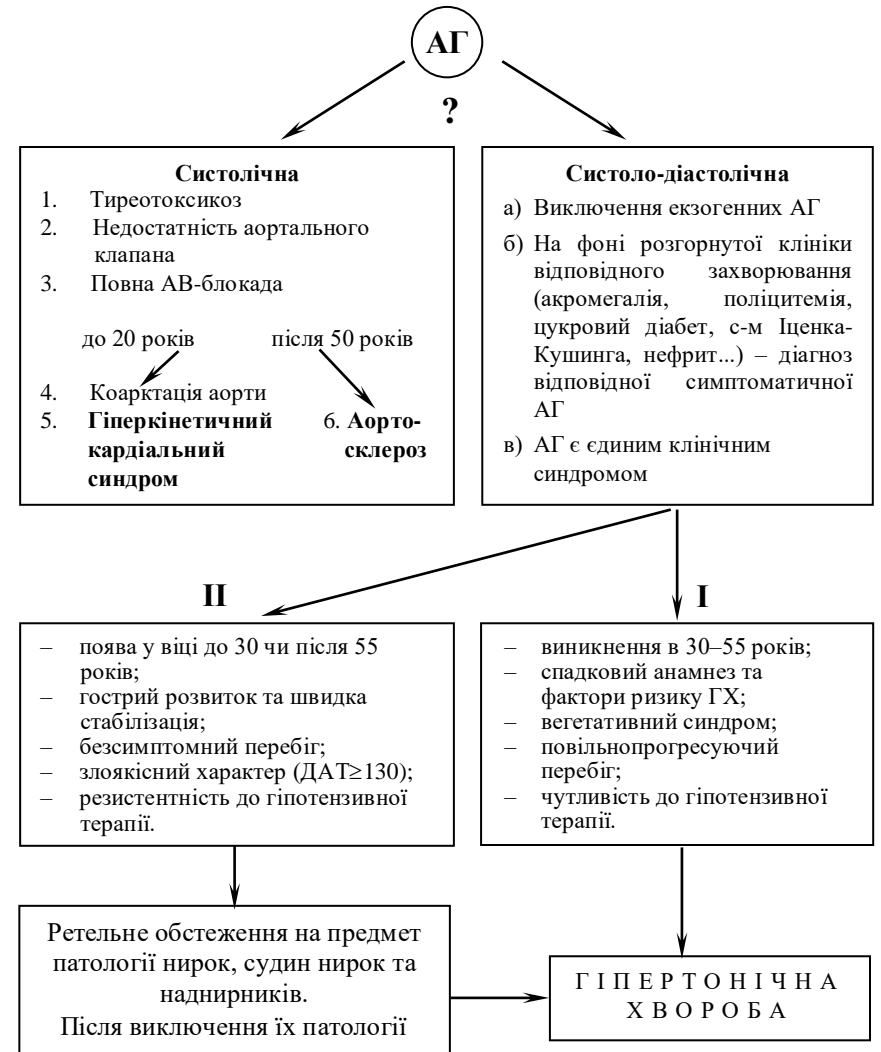 АГ
?
Систолічна
1. Тиреотоксикоз
2. Недостатність аортального
клапана
3. Повна АВ-блокада
до 20 років після 50 років
4. Коарктація аорти
5. Гіперкінетичний 6. Аорто-
кардіальний склероз
синдром
Систоло-діастолічна
а) Виключення екзогенних АГ
б) На фоні розгорнутої клініки
відповідного захворювання
(акромегалія, поліцитемія,
цукровий діабет, с-м Іценка-
Кушинга, нефрит...) – діагноз
відповідної симптоматичної
АГ
в) АГ є єдиним клінічним
синдромом
II
– поява у віці до 30 чи після 55
років;
– гострий розвиток та швидка
стабілізація;
– безсимптомний перебіг;
– злоякісний характер (ДАТ≥130);
– резистентність до гіпотензивної
терапії.
I
– виникнення в 30–55 років;
– спадковий анамнез та
фактори ризику ГХ;
– вегетативний синдром;
– повільнопрогресуючий
перебіг;
– чутливість до гіпотензивної
терапії.
Ретельне обстеження на предмет
патології нирок, судин нирок та
наднирників.
Після виключення їх патології
Г І П Е Р Т О Н І Ч Н А
Х В О Р О Б А